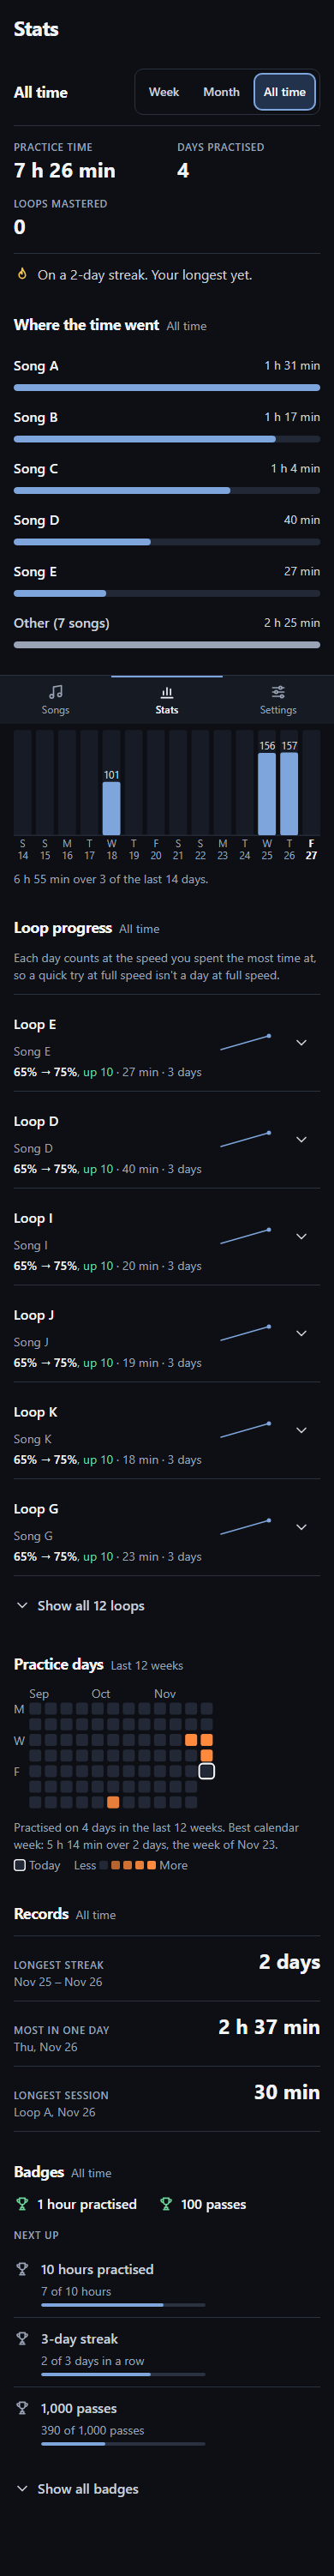 Stats
All time
Week Month All time
PRACTICE TIME
7 h 26 min
DAYS PRACTISED
4
LOOPS MASTERED
0
On a 2-day streak. Your longest yet.
Where the time went All time
Song A 1 h 31 min
Song B 1 h 17 min
Song C 1 h 4 min
Song D 40 min
Song E 27 min
Other (7 songs) 2 h 25 min
Songs Stats Settings
101 156 157
S S M T W T F S S M T W T F
14 15 16 17 18 19 20 21 22 23 24 25 26 27
6 h 55 min over 3 of the last 14 days.
Loop progress All time
Each day counts at the speed you spent the most time at,
so a quick try at full speed isn't a day at full speed.
Loop E
Song E
65% → 75%, up 10 · 27 min · 3 days
Loop D
Song D
65% → 75%, up 10 · 40 min · 3 days
Loop I
Song I
65% → 75%, up 10 · 20 min · 3 days
Loop J
Song J
65% → 75%, up 10 · 19 min · 3 days
Loop K
Song K
65% → 75%, up 10 · 18 min · 3 days
Loop G
Song G
65% → 75%, up 10 · 23 min · 3 days
Show all 12 loops
Practice days Last 12 weeks
Sep Oct Nov
M
W
F
Practised on 4 days in the last 12 weeks. Best calendar
week: 5 h 14 min over 2 days, the week of Nov 23.
Today Less More
Records All time
LONGEST STREAK
Nov 25 – Nov 26
2 days
MOST IN ONE DAY
Thu, Nov 26
2 h 37 min
LONGEST SESSION
Loop A, Nov 26
30 min
Badges All time
1 hour practised 100 passes
NEXT UP
10 hours practised
7 of 10 hours
3-day streak
2 of 3 days in a row
1,000 passes
390 of 1,000 passes
Show all badges